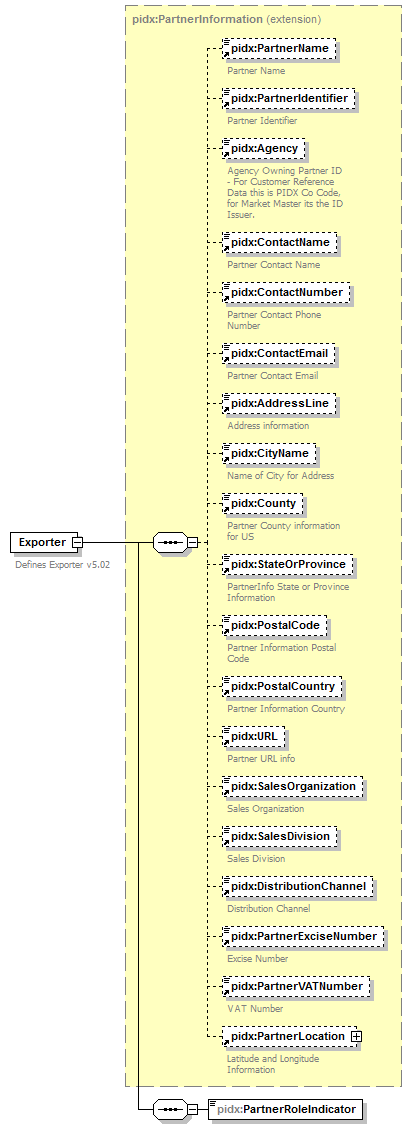 pidx:PartnerInformation (extension)
pidx:PartnerName
Partner Name
pidx:PartnerIdentifier
Partner Identifier
pidx:Agency
Agency Owning Partner ID
- For Customer Reference
Data this is PIDX Co Code,
for Market Master its the ID
Issuer.
pidx:ContactName
Partner Contact Name
pidx:ContactNumber
Partner Contact Phone
Number
pidx:ContactEmail
Partner Contact Email
pidx:AddressLine
Address information
pidx:CityName
Name of City for Address
pidx:County
Partner County information
for US
Exporter
Defines Exporter v5.02
pidx:StateOrProvince
PartnerInfo State or Province
Information
pidx:PostalCode
Partner Information Postal
Code
pidx:PostalCountry
Partner Information Country
pidx:URL
Partner URL info
pidx:SalesOrganization
Sales Organization
pidx:SalesDivision
Sales Division
pidx:DistributionChannel
Distribution Channel
pidx:PartnerExciseNumber
Excise Number
pidx:PartnerVATNumber
VAT Number
pidx:PartnerLocation
Latitude and Longitude
Information
pidx:PartnerRoleIndicator